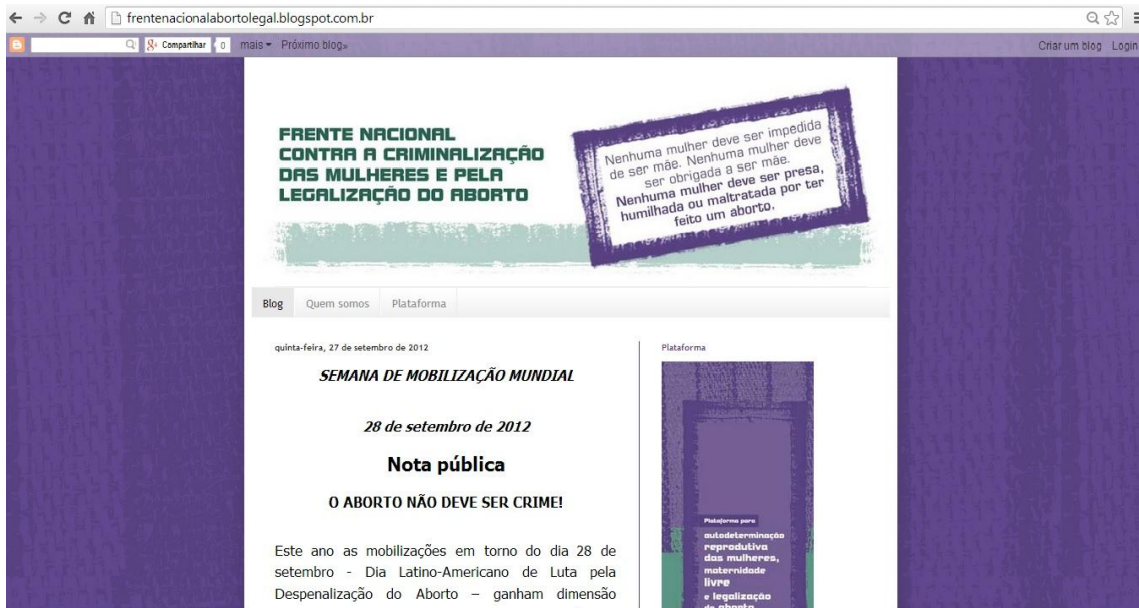 frentenacionalabortolegal.blogspot.com.br
Compartilhar 0 mais Próximo blog» Criar um blog Login
FRENTE NACIONAL
CONTRA A CRIMINALIZAÇÃO
DAS MULHERES E PELA
LEGALIZAÇÃO DO ABORTO
Nenhuma mulher deve ser impedida
de ser mãe. Nenhuma mulher deve
ser obrigada a ser mãe.
Nenhuma mulher deve ser presa,
humilhada ou maltratada por ter
feito um aborto.
Blog Quem somos Plataforma
quinta-feira, 27 de setembro de 2012
SEMANA DE MOBILIZAÇÃO MUNDIAL
28 de setembro de 2012
Nota pública
O ABORTO NÃO DEVE SER CRIME!
Este ano as mobilizações em torno do dia 28 de
setembro - Dia Latino-Americano de Luta pela
Despenalização do Aborto – ganham dimensão
Plataforma
Plataforma para
autodeterminação
reprodutiva
das mulheres,
maternidade
livre
e legalização
do aborto